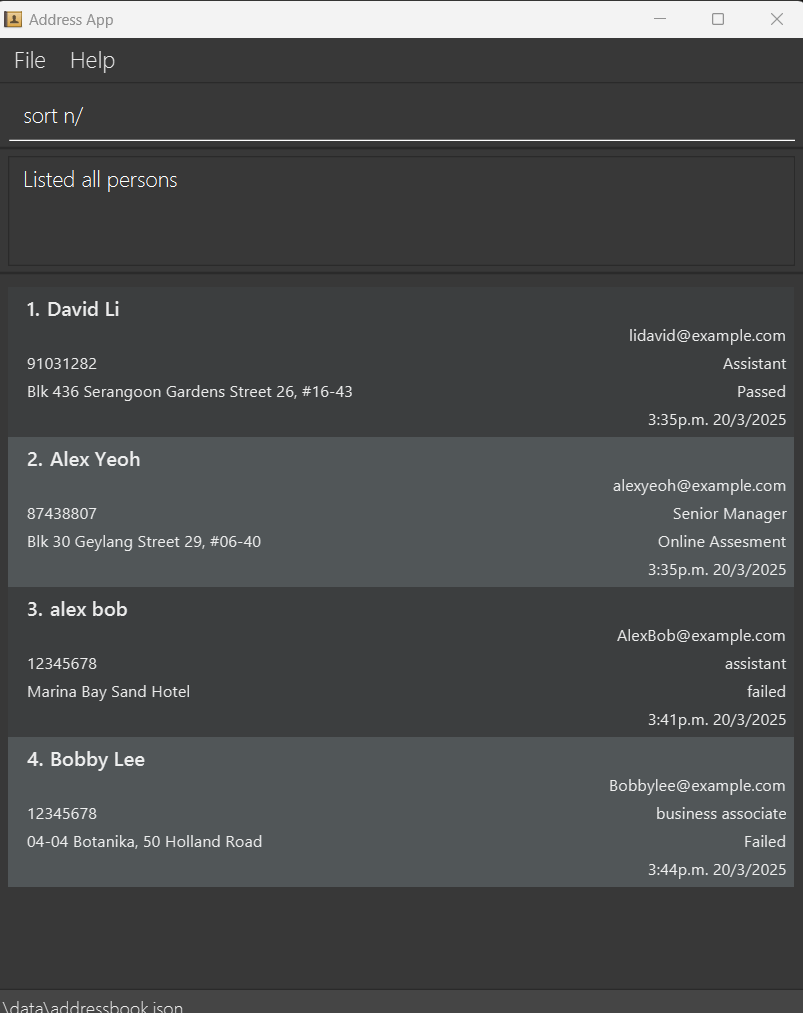 Address App
File Help
sort n/
Listed all persons
1. David Li
lidavid@example.com
91031282
Assistant
Blk 436 Serangoon Gardens Street 26, #16-43
Passed
3:35p.m. 20/3/2025
2. Alex Yeoh
alexyeoh@example.com
87438807
Senior Manager
Blk 30 Geylang Street 29, #06-40
Online Assesment
3:35p.m. 20/3/2025
3. alex bob
AlexBob@example.com
12345678
assistant
Marina Bay Sand Hotel
failed
3:41p.m. 20/3/2025
4. Bobby Lee
Bobbylee@example.com
12345678
business associate
04-04 Botanika, 50 Holland Road
Failed
3:44p.m. 20/3/2025
\data\addressbook.json